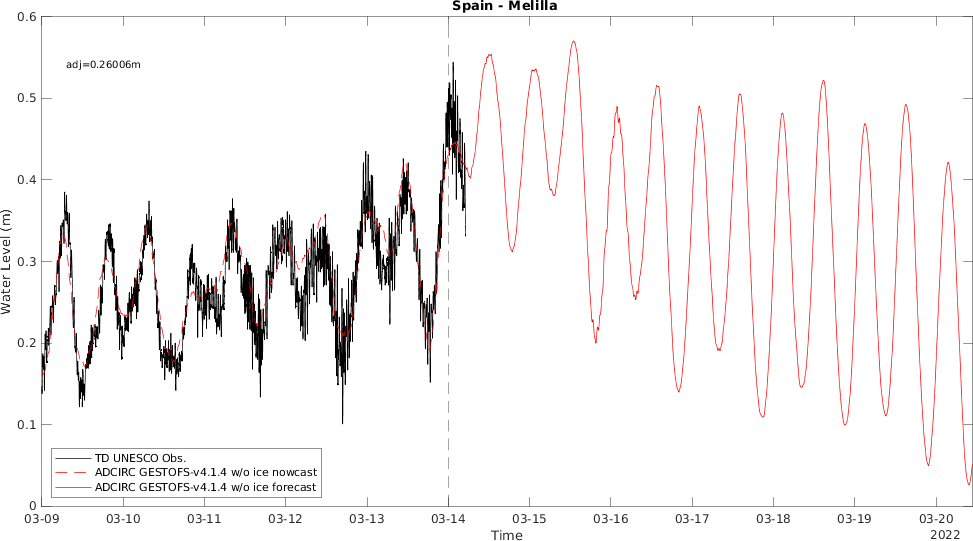 Spain - Melilla
adj=0.26006m
Water Level (m)
0.6
0.5
0.4
0.3
0.2
0.1
0
TD UNESCO Obs.
ADCIRC GESTOFS-v4.1.4 w/o ice nowcast
ADCIRC GESTOFS-v4.1.4 w/o ice forecast
03-09 03-10 03-11 03-12 03-13 03-14 03-15 03-16 03-17 03-18 03-19 03-20
2022
Time